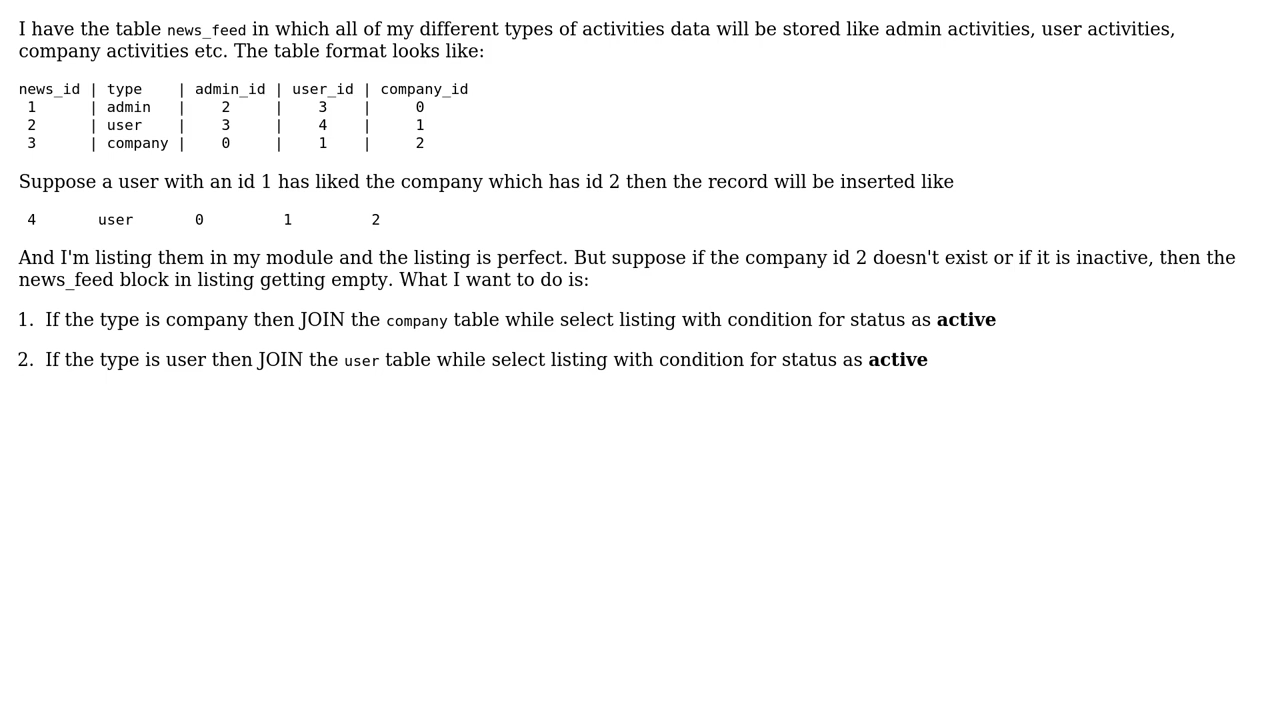 I have the table news_feed in which all of my different types of activities data will be stored like admin activities, user activities,
company activities etc. The table format looks like:
news_id | type    | admin_id | user_id | company_id
 1      | admin   |    2     |    3    |     0
 2      | user    |    3     |    4    |     1
 3      | company |    0     |    1    |     2
Suppose a user with an id 1 has liked the company which has id 2 then the record will be inserted like
 4       user       0         1         2
And I'm listing them in my module and the listing is perfect. But suppose if the company id 2 doesn't exist or if it is inactive, then the
news_feed block in listing getting empty. What I want to do is:
1. If the type is company then JOIN the company table while select listing with condition for status as active
2. If the type is user then JOIN the user table while select listing with condition for status as active